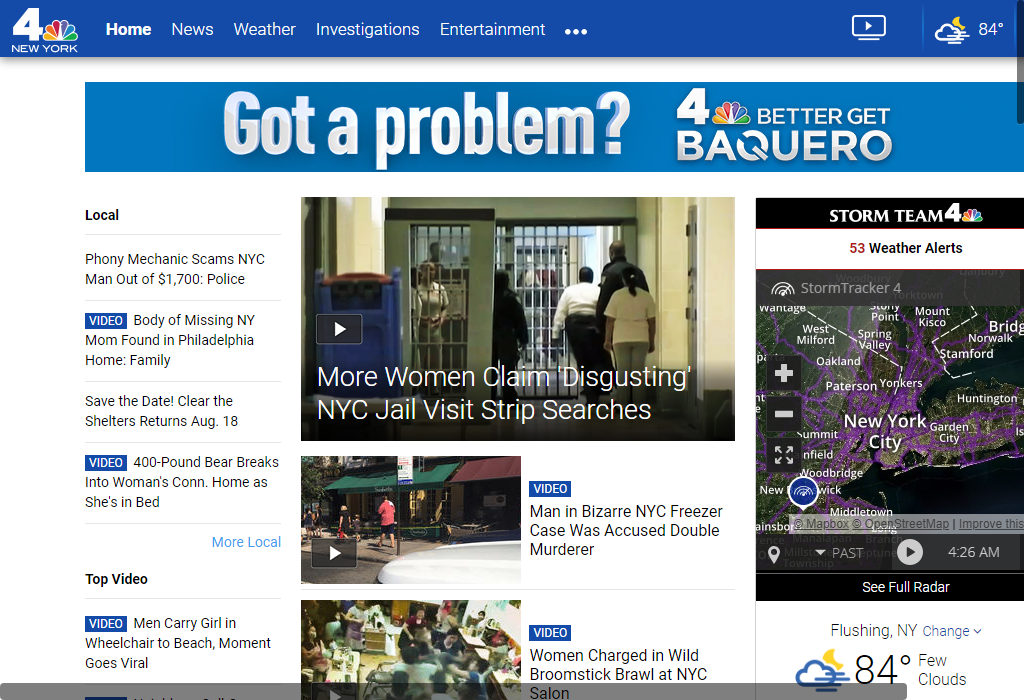 4
NEW YORK
Home News Weather Investigations Entertainment
84°
Got a problem?
4 BETTER GET
BAQUERO
Local
Phony Mechanic Scams NYC
Man Out of $1,700: Police
VIDEO Body of Missing NY
Mom Found in Philadelphia
Home: Family
Save the Date! Clear the
Shelters Returns Aug. 18
VIDEO 400-Pound Bear Breaks
Into Woman's Conn. Home as
She's in Bed
More Local
Top Video
VIDEO Men Carry Girl in
Wheelchair to Beach, Moment
Goes Viral
More Women Claim 'Disgusting'
NYC Jail Visit Strip Searches
VIDEO
Man in Bizarre NYC Freezer
Case Was Accused Double
Murderer
VIDEO
Women Charged in Wild
Broomstick Brawl at NYC
Salon
STORM TEAM 4
53 Weather Alerts
StormTracker 4
Wantage
Stony
Point
Mount
Kisco
West
Milford
Spring
Valley
Norwalk
Stamford
Oakland
Paterson
Yonkers
Huntington
New York
City
Garden
City
Summit
Woodbridge
Middletown
© Mapbox © OpenStreetMap | Improve this
PAST
4:26 AM
See Full Radar
Flushing, NY Change
84° Few
Clouds